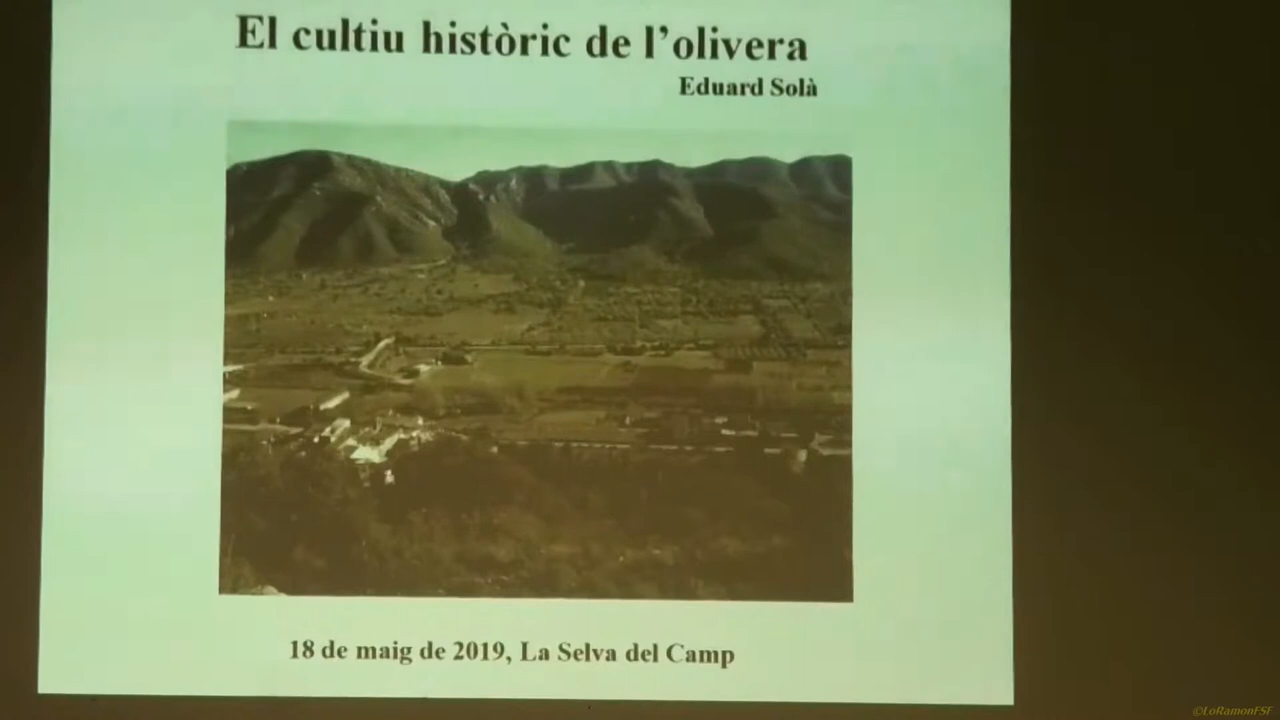 El cultiu històric de l’olivera
Eduard Solà
18 de maig de 2019, La Selva del Camp
©LoRamonFSF